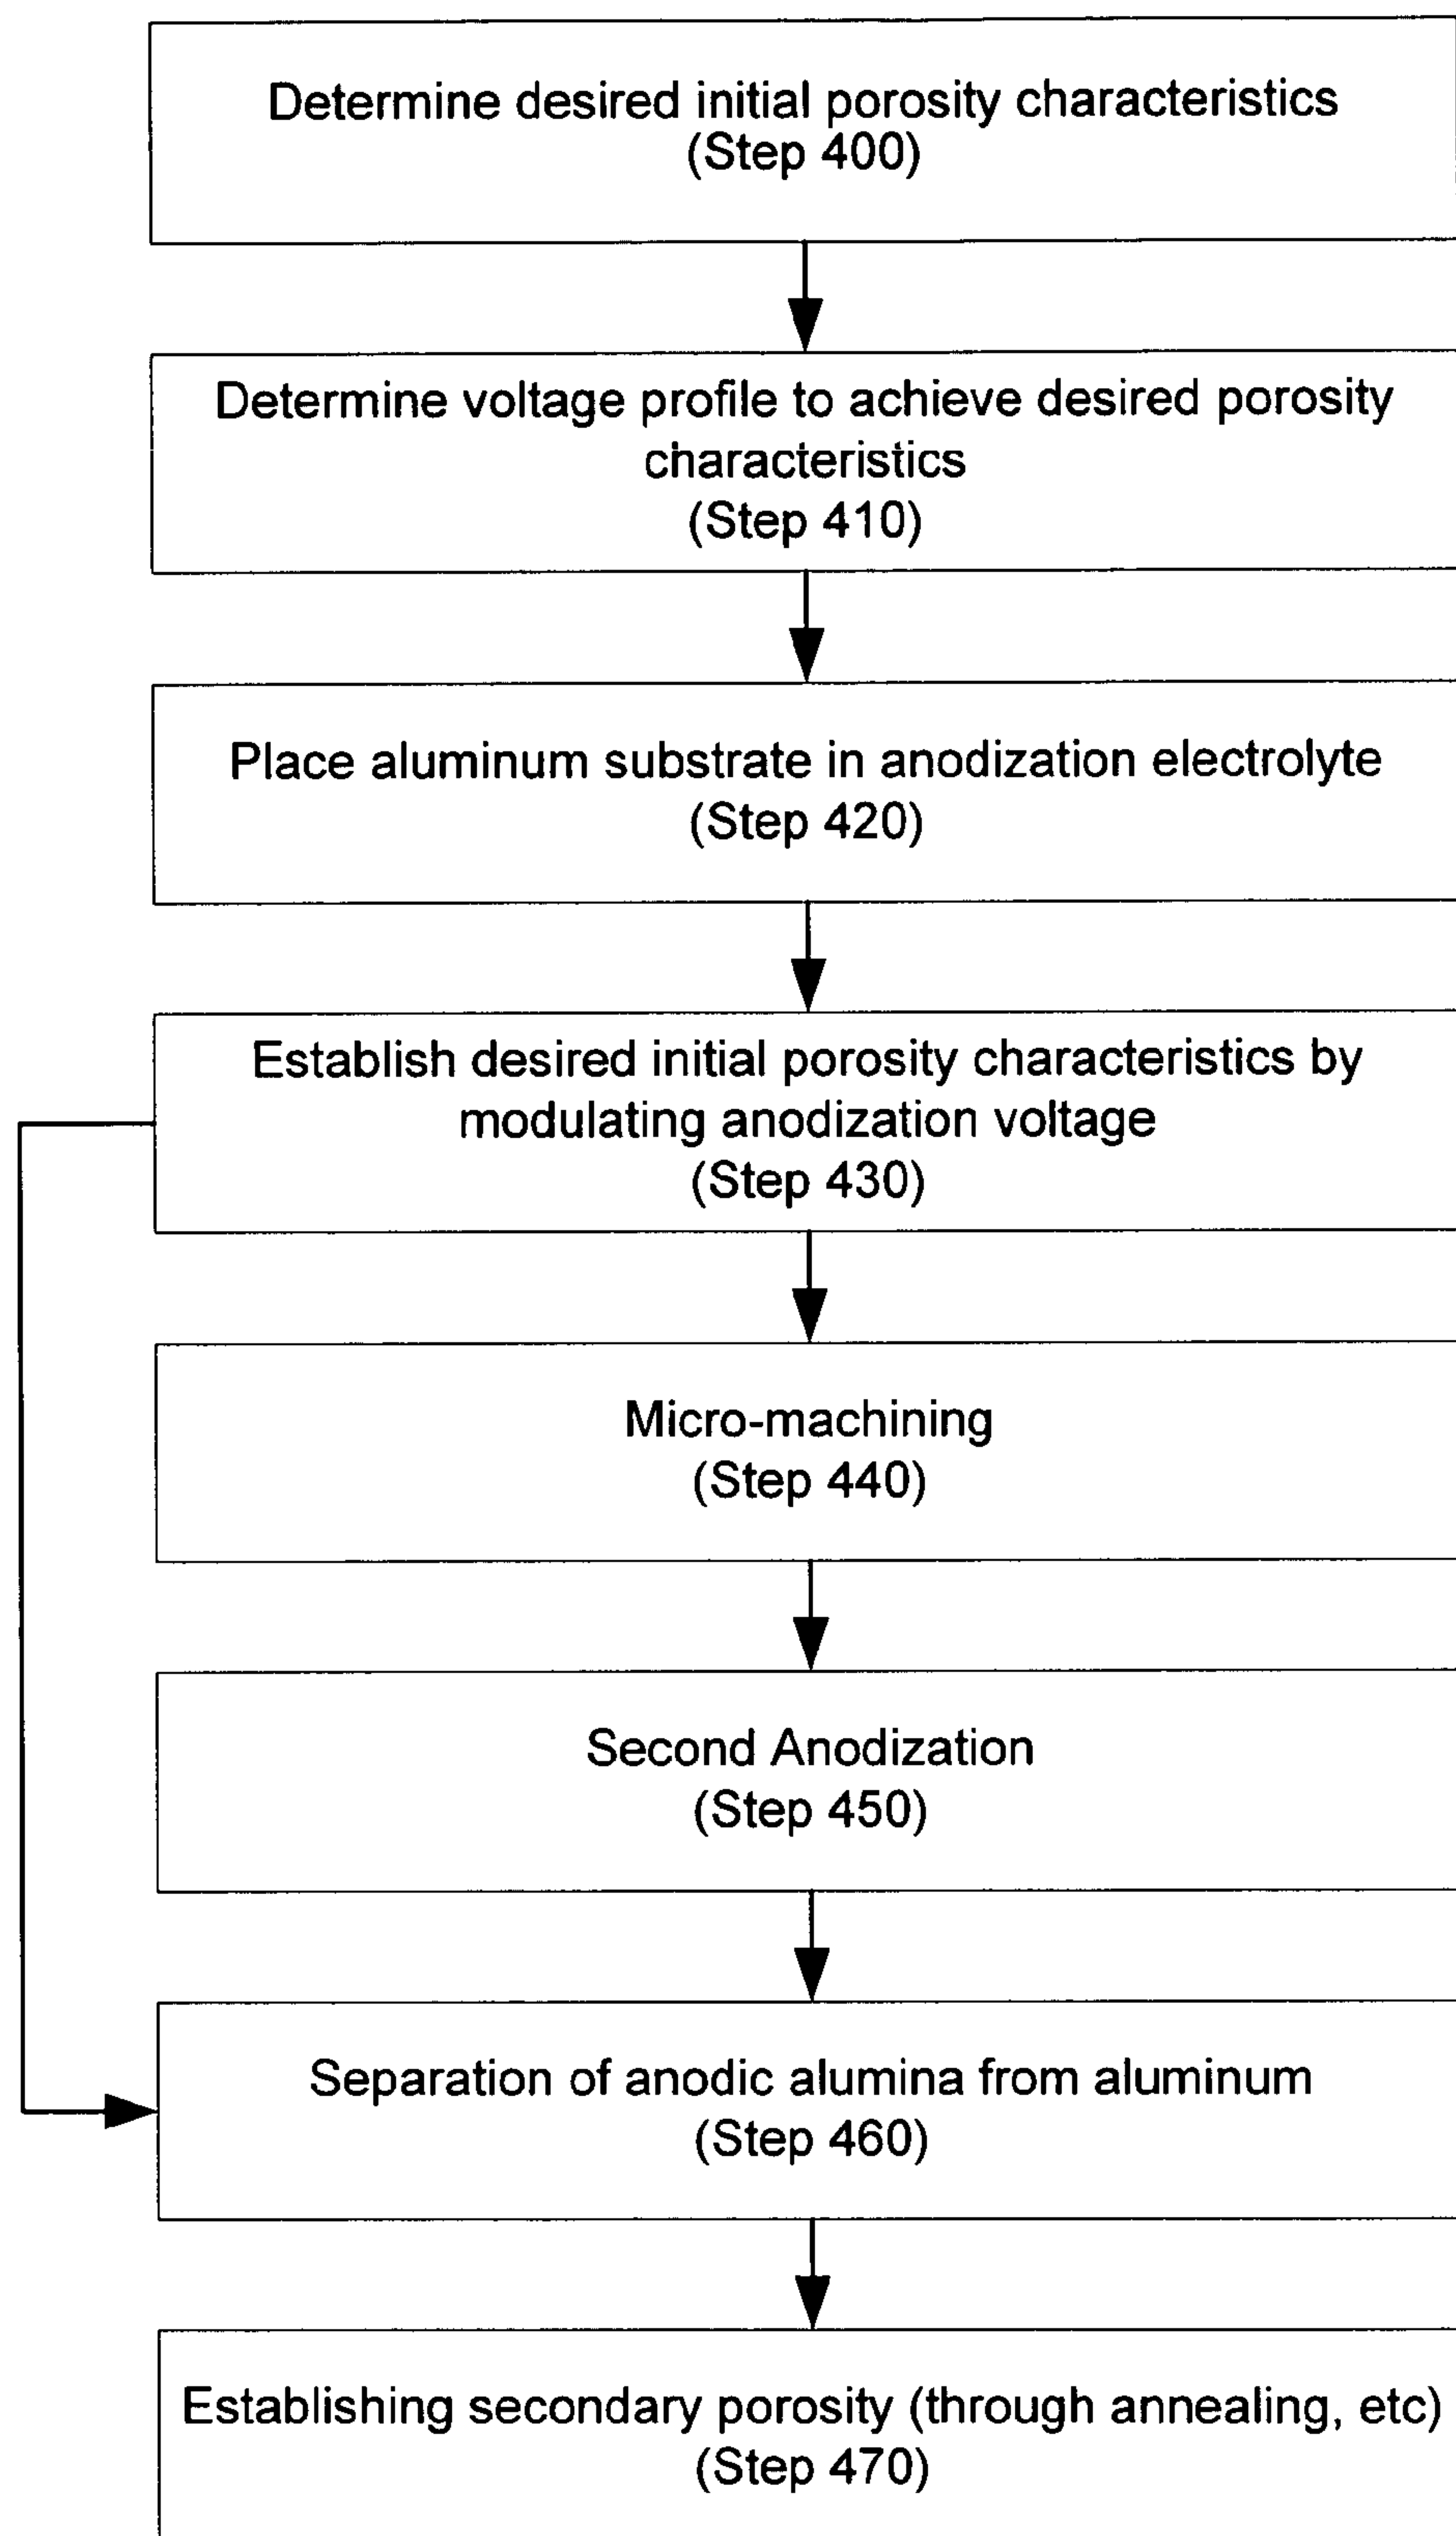 Determine desired initial porosity characteristics
(Step 400)
Determine voltage profile to achieve desired porosity
characteristics
(Step 410)
Place aluminum substrate in anodization electrolyte
(Step 420)
Establish desired initial porosity characteristics by
modulating anodization voltage
(Step 430)
Micro-machining
(Step 440)
Second Anodization
(Step 450)
Separation of anodic alumina from aluminum
(Step 460)
Establishing secondary porosity (through annealing, etc)
(Step 470)